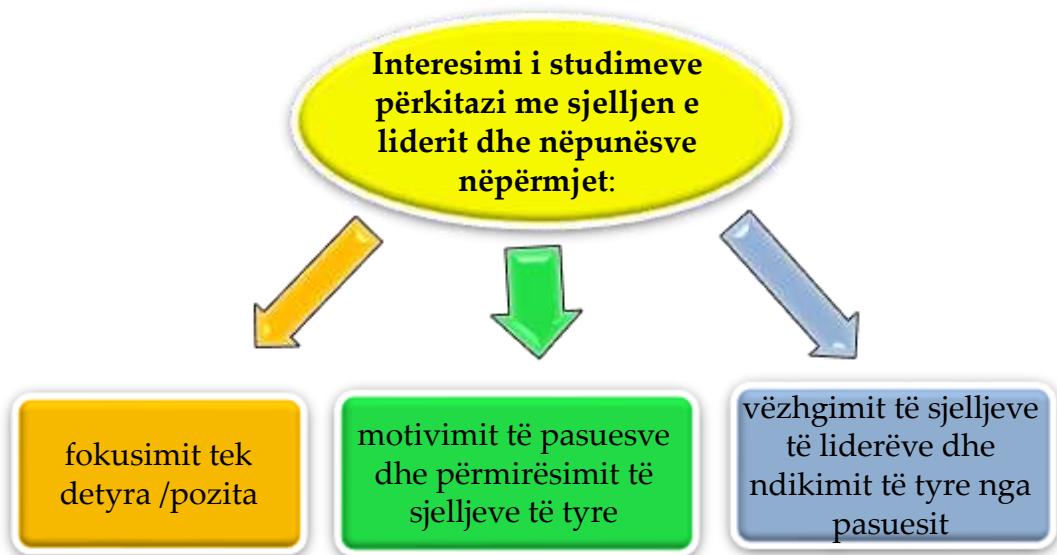 Interesimi i studimeve
përkitazi me sjelljen e
liderit dhe nëpunësve
nëpërmjet:
fokusimit tek
detyra /pozita
motivimit të pasuesve
dhe përmirësimit të
sjelljeve të tyre
vëzhgimit të sjelljeve
të liderëve dhe
ndikimit të tyre nga
pasuesit